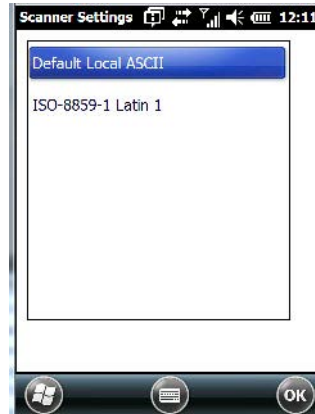 Scanner Settings 12:11
Default Local ASCII
ISO-8859-1 Latin 1
OK